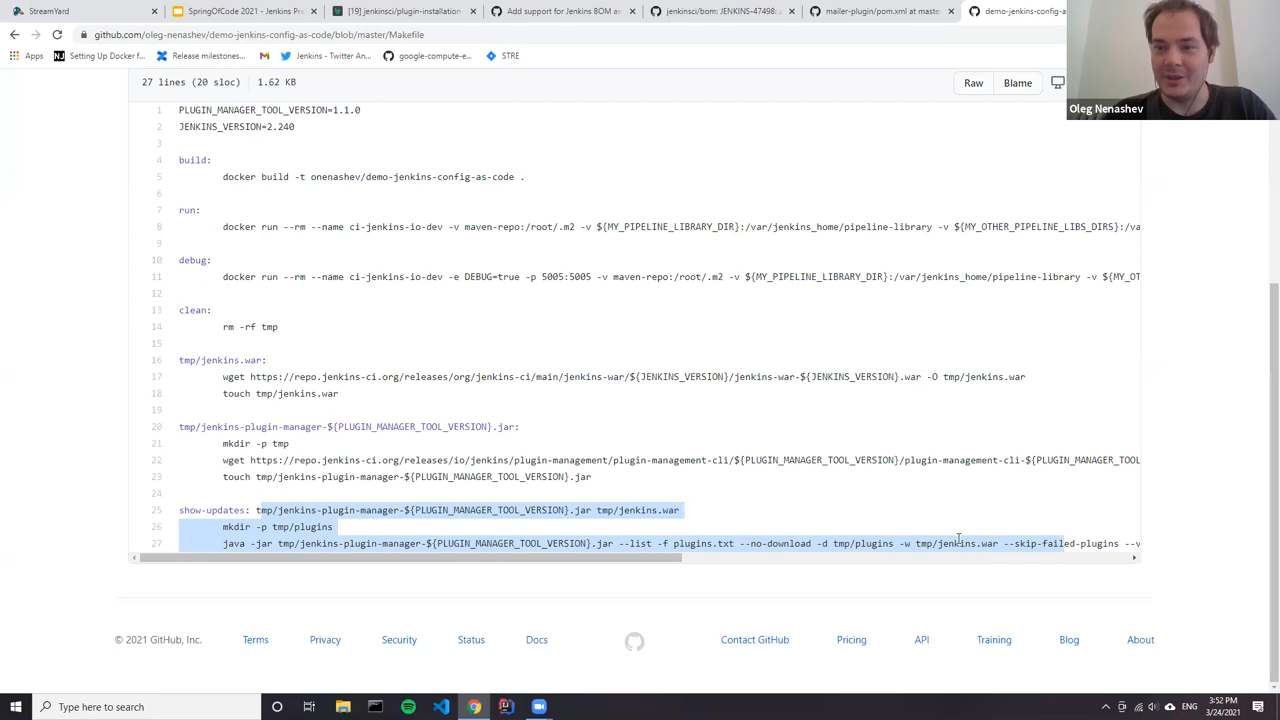 StreamYard
SpringOfCode 2021 - Jenkins Pro
[19] jenkinsci/plugin-installation
Add support for Jenkins BOM as
jenkinsci/bom: JENKINS-47498:
mailer-plugin/pom.xml at maste
demo-jenkins-config-as-
github.com/oleg-nenashev/demo-jenkins-config-as-code/blob/master/Makefile
Apps
Setting Up Docker f...
Release milestones...
Jenkins - Twitter An...
google-compute-e...
STRE
Oleg Nenashev
27 lines (20 sloc) 1.62 KB
Raw
Blame
1 PLUGIN_MANAGER_TOOL_VERSION=1.1.0
2 JENKINS_VERSION=2.240
3
4 build:
5 docker build -t onenashev/demo-jenkins-config-as-code .
6
7 run:
8 docker run --rm --name ci-jenkins-io-dev -v maven-repo:/root/.m2 -v ${MY_PIPELINE_LIBRARY_DIR}:/var/jenkins_home/pipeline-library -v ${MY_OTHER_PIPELINE_LIBS_DIRS}:/va
9
10 debug:
11 docker run --rm --name ci-jenkins-io-dev -e DEBUG=true -p 5005:5005 -v maven-repo:/root/.m2 -v ${MY_PIPELINE_LIBRARY_DIR}:/var/jenkins_home/pipeline-library -v ${MY_OT
12
13 clean:
14 rm -rf tmp
15
16 tmp/jenkins.war:
17 wget https://repo.jenkins-ci.org/releases/org/jenkins-ci/main/jenkins-war/${JENKINS_VERSION}/jenkins-war-${JENKINS_VERSION}.war -O tmp/jenkins.war
18 touch tmp/jenkins.war
19
20 tmp/jenkins-plugin-manager-${PLUGIN_MANAGER_TOOL_VERSION}.jar:
21 mkdir -p tmp
22 wget https://repo.jenkins-ci.org/releases/io/jenkins/plugin-management/plugin-management-cli/${PLUGIN_MANAGER_TOOL_VERSION}/plugin-management-cli-${PLUGIN_MANAGER_TOOL
23 touch tmp/jenkins-plugin-manager-${PLUGIN_MANAGER_TOOL_VERSION}.jar
24
25 show-updates: tmp/jenkins-plugin-manager-${PLUGIN_MANAGER_TOOL_VERSION}.jar tmp/jenkins.war
26 mkdir -p tmp/plugins
27 java -jar tmp/jenkins-plugin-manager-${PLUGIN_MANAGER_TOOL_VERSION}.jar --list -f plugins.txt --no-download -d tmp/plugins -w tmp/jenkins.war --skip-failed-plugins --v
© 2021 GitHub, Inc.
Terms
Privacy
Security
Status
Docs
Contact GitHub
Pricing
API
Training
Blog
About
Type here to search
ENG
3:52 PM
3/24/2021